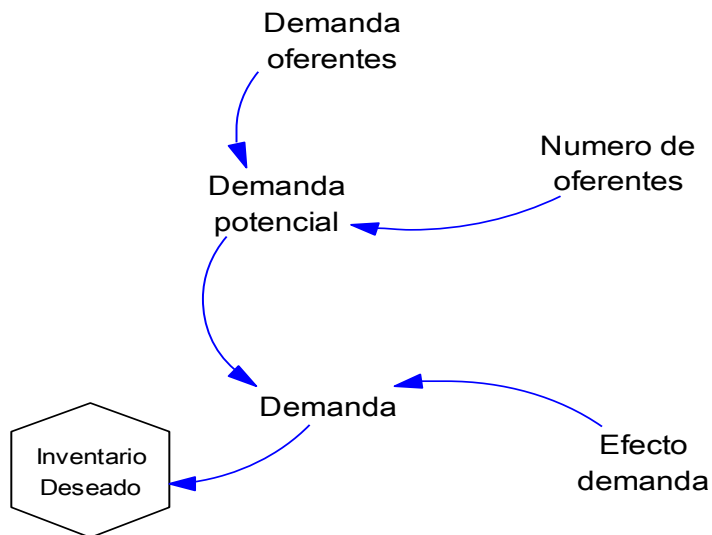 Demanda
oferentes
Numero de
oferentes
Demanda
potencial
Demanda
Inventario
Deseado
Efecto
demanda